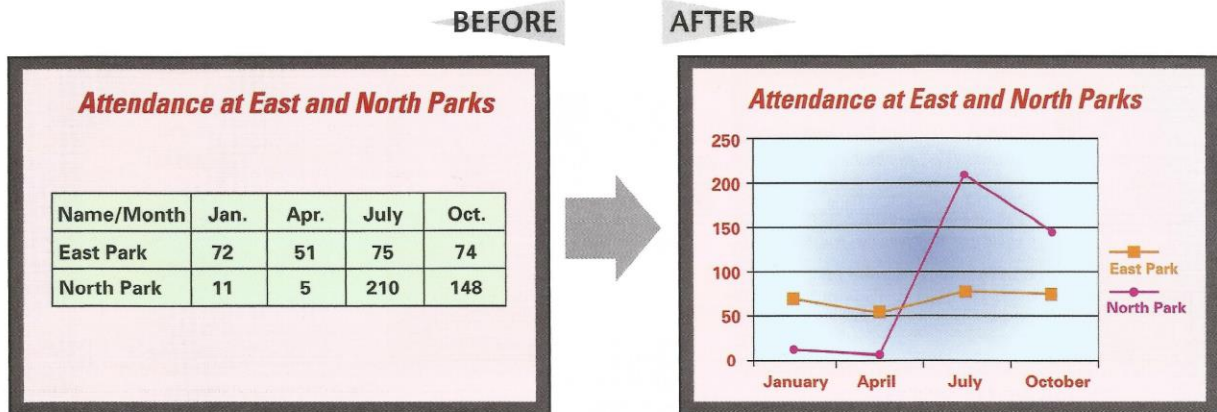 BEFORE
AFTER
Attendance at East and North Parks
Name/Month Jan. Apr. July Oct.
East Park 72 51 75 74
North Park 11 5 210 148
Attendance at East and North Parks
250
200
150
100
50
0
January April July October
East Park
North Park